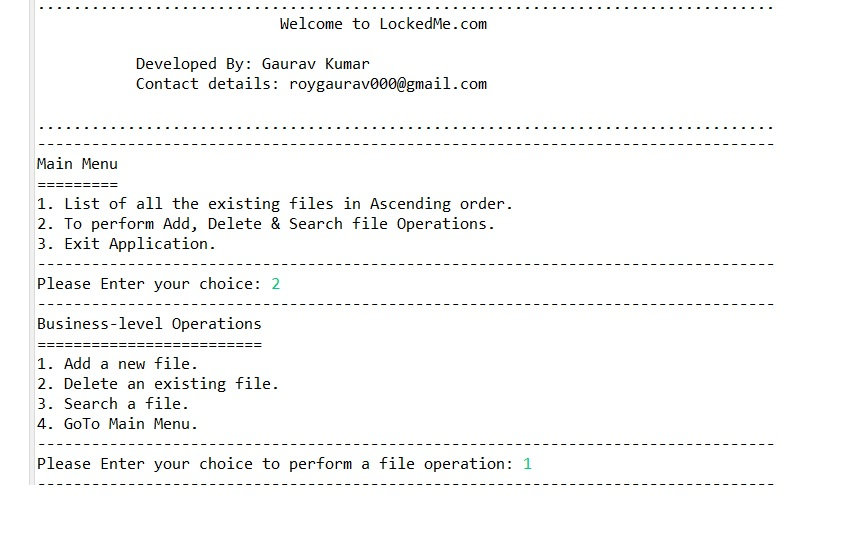 ..................................................................................
Welcome to LockedMe.com
Developed By: Gaurav Kumar
Contact details: roygaurav000@gmail.com
..................................................................................
----------------------------------------------------------------------------------
Main Menu
=========
1. List of all the existing files in Ascending order.
2. To perform Add, Delete & Search file Operations.
3. Exit Application.
----------------------------------------------------------------------------------
Please Enter your choice: 2
----------------------------------------------------------------------------------
Business-level Operations
=========================
1. Add a new file.
2. Delete an existing file.
3. Search a file.
4. GoTo Main Menu.
----------------------------------------------------------------------------------
Please Enter your choice to perform a file operation: 1
----------------------------------------------------------------------------------